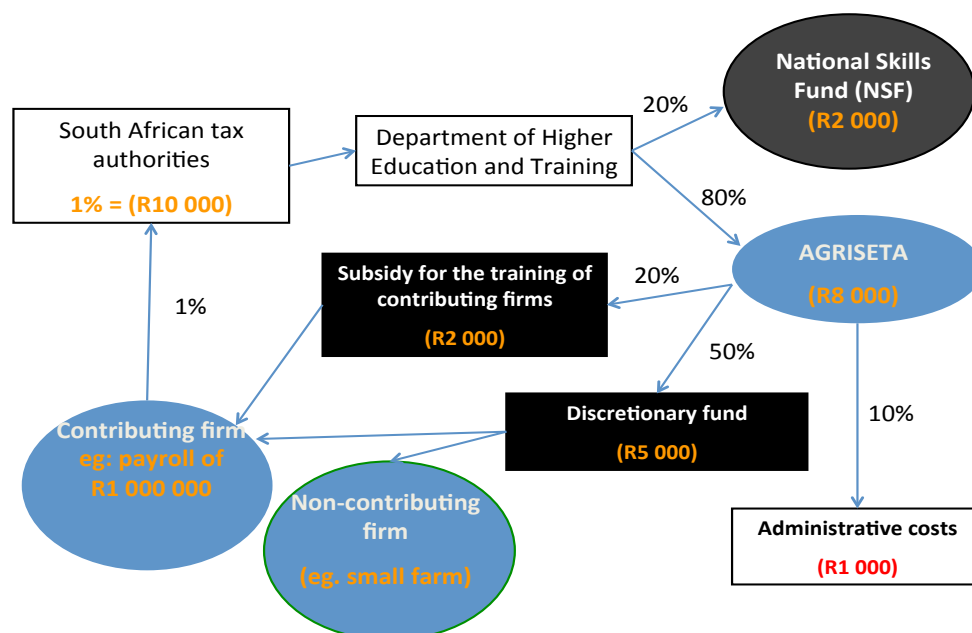 National Skills
Fund (NSF)
(R2 000)
20%
South African tax
authorities
1% = (R10 000)
Department of Higher
Education and Training
80%
AGRISETA
(R8 000)
Subsidy for the training of
contributing firms
(R2 000)
20%
1%
50%
Discretionary fund
(R5 000)
10%
Contributing firm
eg: payroll of
R1 000 000
Non-contributing
firm
(eg. small farm)
Administrative costs
(R1 000)